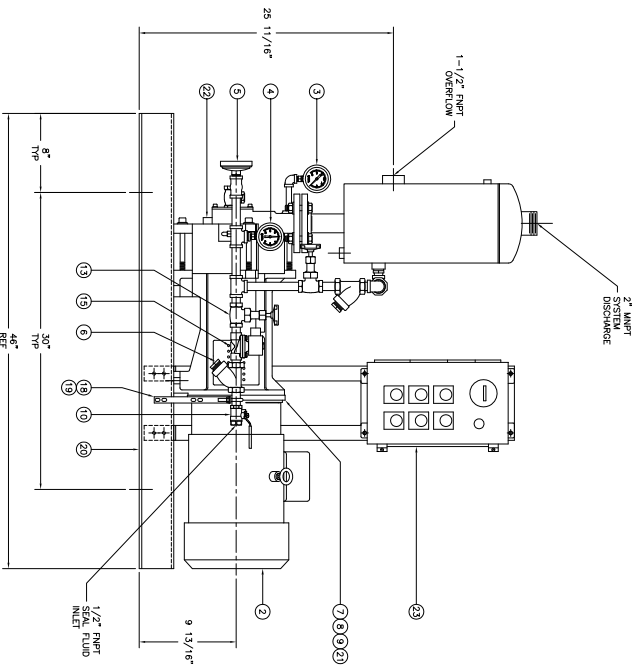 25 11/16"
1-1/2" FNPT
OVERFLOW
2" MNPT
SYSTEM
DISCHARGE
22
5
4
3
8"
TYP
30"
TYP
46"
REF
13
15
6
18
19
10
20
2
7
8
9
21
23
1/2" FNPT
SEAL FLUID
INLET
9 13/16"